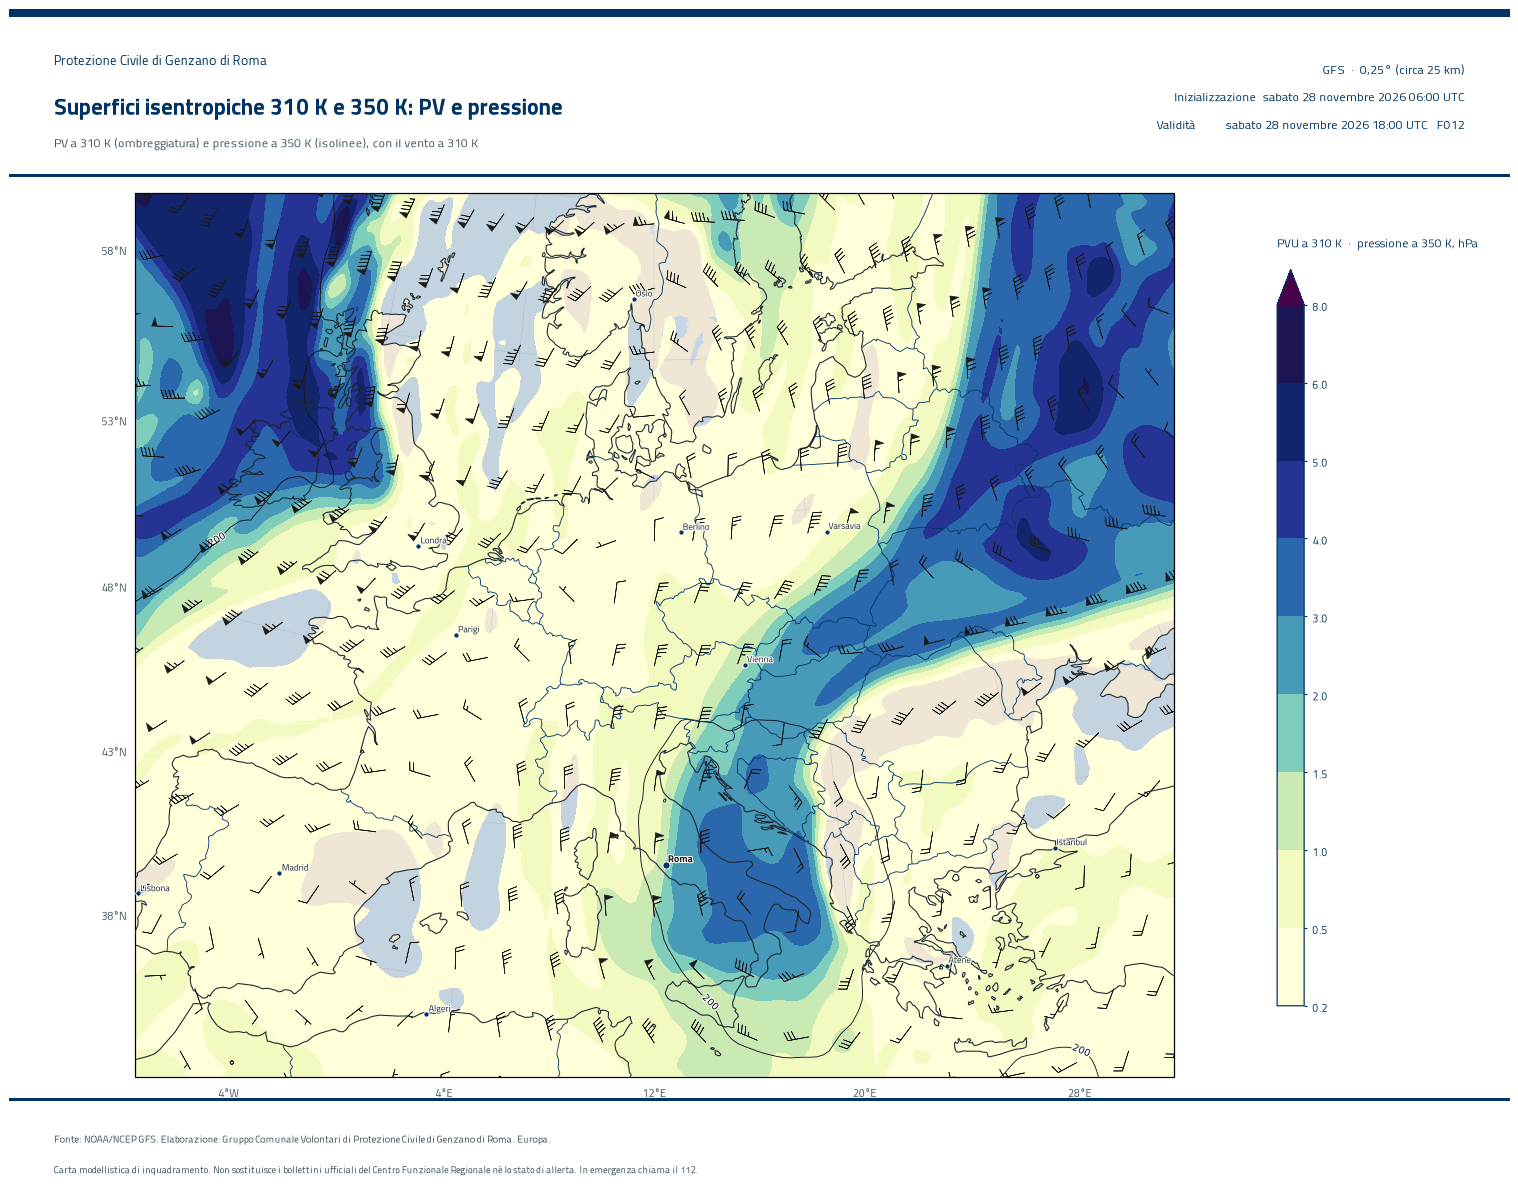 Protezione Civile di Genzano di Roma
Superfici isentropiche 310 K e 350 K: PV e pressione
PV a 310 K (ombreggiatura) e pressione a 350 K (isolinee), con il vento a 310 K
GFS · 0,25° (circa 25 km)
Inizializzazione sabato 28 novembre 2026 06:00 UTC
Validità sabato 28 novembre 2026 18:00 UTC F012
PVU a 310 K · pressione a 350 K, hPa
8.0
6.0
5.0
4.0
3.0
2.0
1.5
1.0
0.5
0.2
58°N
53°N
48°N
43°N
38°N
4°W
4°E
12°E
20°E
28°E
Oslo
200
Londra
Berlino
Varsavia
Parigi
Vienna
Madrid
Roma
Istanbul
Lisbona
Atene
Algeri
200
200
Fonte: NOAA/NCEP GFS. Elaborazione: Gruppo Comunale Volontari di Protezione Civile di Genzano di Roma. Europa.
Carta modellistica di inquadramento. Non sostituisce i bollettini ufficiali del Centro Funzionale Regionale né lo stato di allerta. In emergenza chiama il 112.